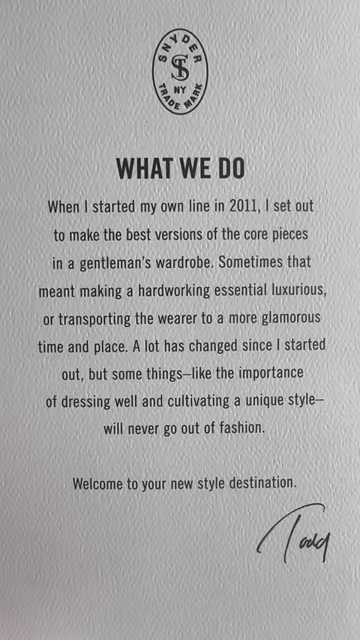 SNYDER
TS
NY
TRADE MARK
WHAT WE DO
When I started my own line in 2011, I set out
to make the best versions of the core pieces
in a gentleman's wardrobe. Sometimes that
meant making a hardworking essential luxurious,
or transporting the wearer to a more glamorous
time and place. A lot has changed since I started
out, but some things—like the importance
of dressing well and cultivating a unique style—
will never go out of fashion.
Welcome to your new style destination.
Todd